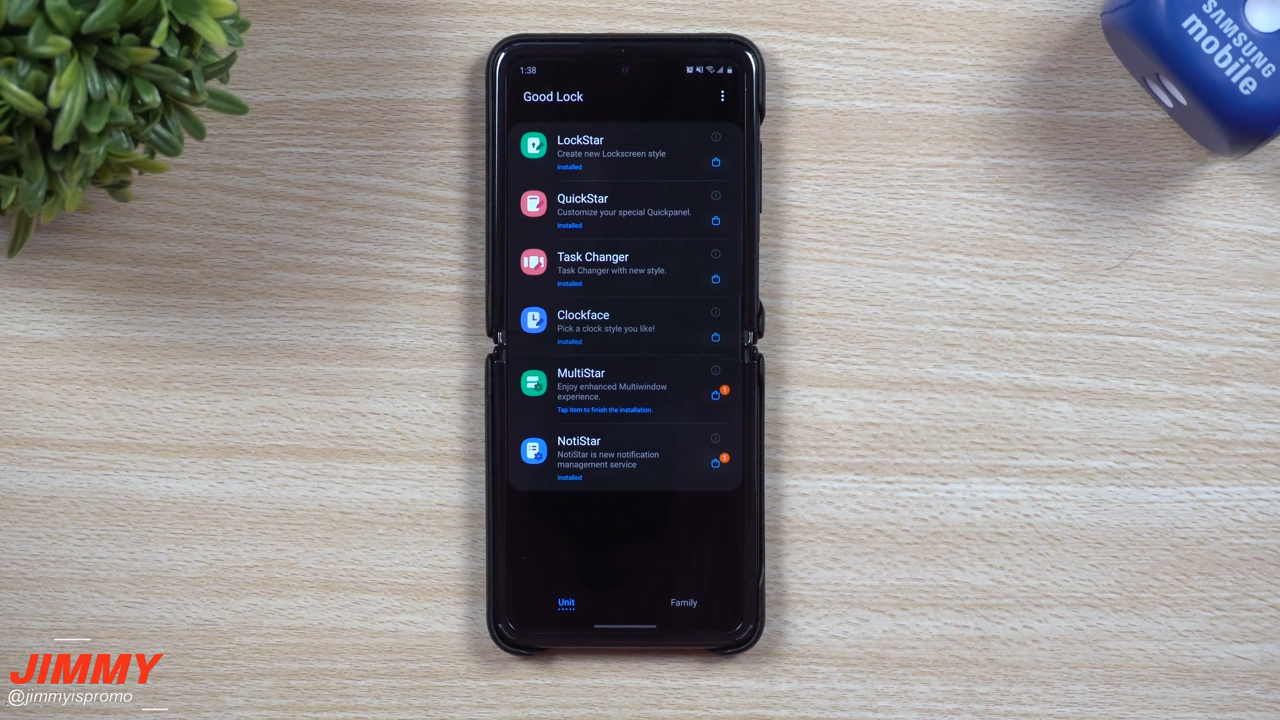 SAMSUNG
mobile
1:38
Good Lock
LockStar
Create new Lockscreen style
Installed
QuickStar
Customize your special Quickpanel.
Installed
Task Changer
Task Changer with new style.
Installed
Clockface
Pick a clock style you like!
Installed
MultiStar
Enjoy enhanced Multiwindow
experience.
1
Tap item to finish the installation.
NotiStar
NotiStar is new notification
management service
1
Installed
Unit
Family
JIMMY
@jimmyispromo